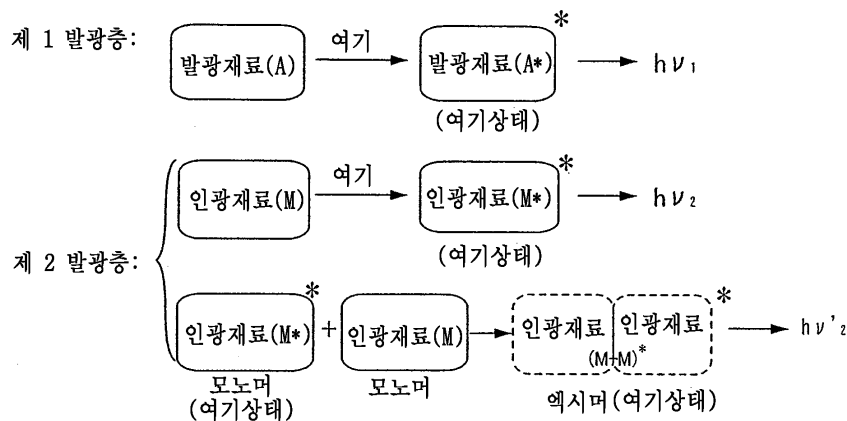 제 1 발광층:
발광재료(A) 여기 발광재료(A*) * hν₁
(여기상태)
제 2 발광층:
인광재료(M) 여기 인광재료(M*) * hν₂
(여기상태)
인광재료(M*) * + 인광재료(M) 인광재료 인광재료 * hν'₂
(M+M)*
모노머 모노머 엑시머(여기상태)
(여기상태)